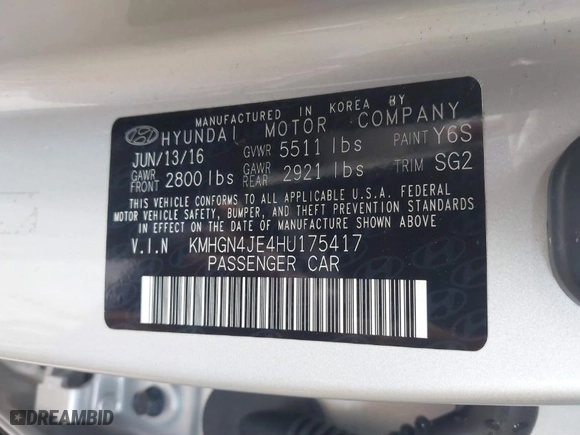 MANUFACTURED IN KOREA BY
HYUNDAI MOTOR COMPANY
JUN/13/16 GVWR 5511 lbs PAINT Y6S
GAWR FRONT 2800 lbs GAWR REAR 2921 lbs TRIM SG2
THIS VEHICLE CONFORMS TO ALL APPLICABLE U.S.A. FEDERAL
MOTOR VEHICLE SAFETY, BUMPER, AND THEFT PREVENTION STANDARDS
IN EFFECT ON THE DATE OF MANUFACTURE SHOWN ABOVE.
V.I.N KMHGN4JE4HU175417
PASSENGER CAR
DREAMBID